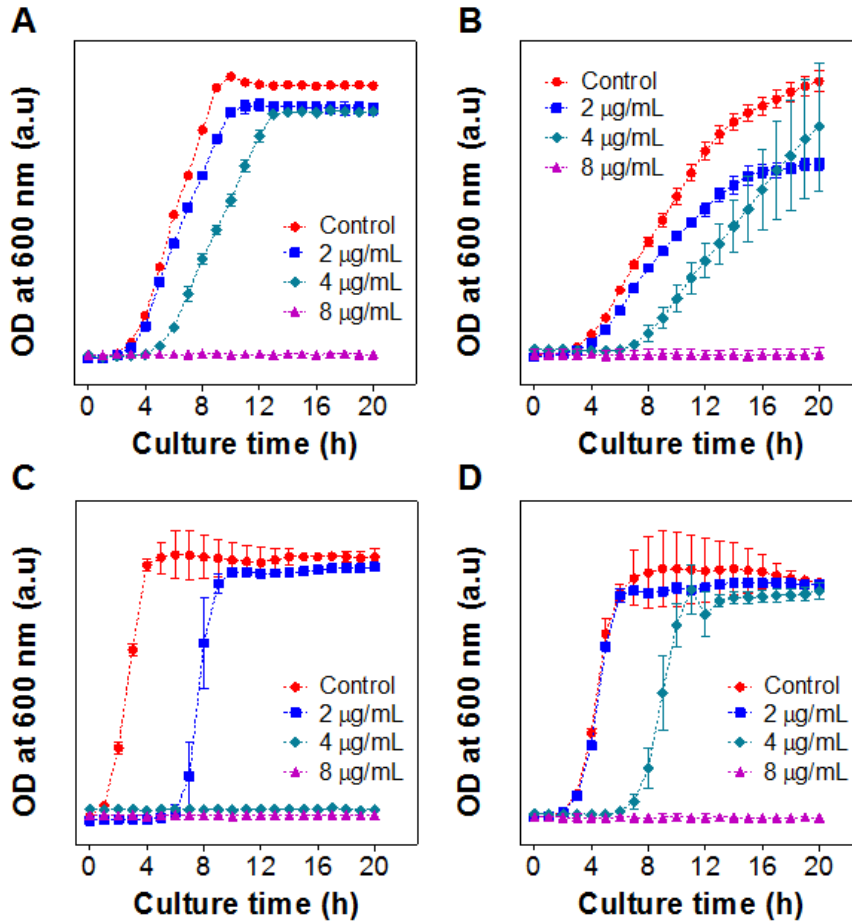 A
OD at 600 nm (a.u)
Control
2 μg/mL
4 μg/mL
8 μg/mL
0 4 8 12 16 20
Culture time (h)
B
OD at 600 nm (a.u)
Control
2 μg/mL
4 μg/mL
8 μg/mL
0 4 8 12 16 20
Culture time (h)
C
OD at 600 nm (a.u)
Control
2 μg/mL
4 μg/mL
8 μg/mL
0 4 8 12 16 20
Culture time (h)
D
OD at 600 nm (a.u)
Control
2 μg/mL
4 μg/mL
8 μg/mL
0 4 8 12 16 20
Culture time (h)